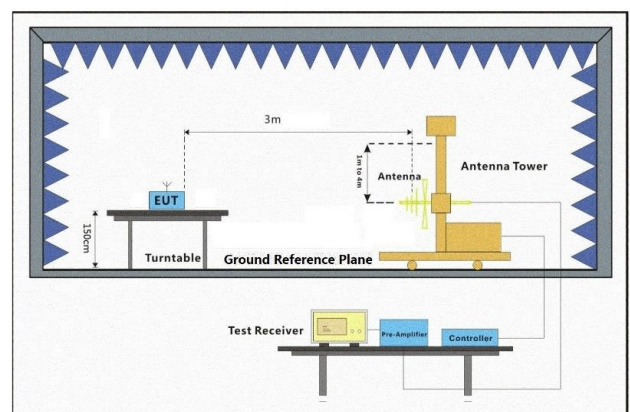 3m
1m to 4m
Antenna
Antenna Tower
EUT
150cm
Turntable
Ground Reference Plane
Test Receiver
Pre-Amplifier
Controller